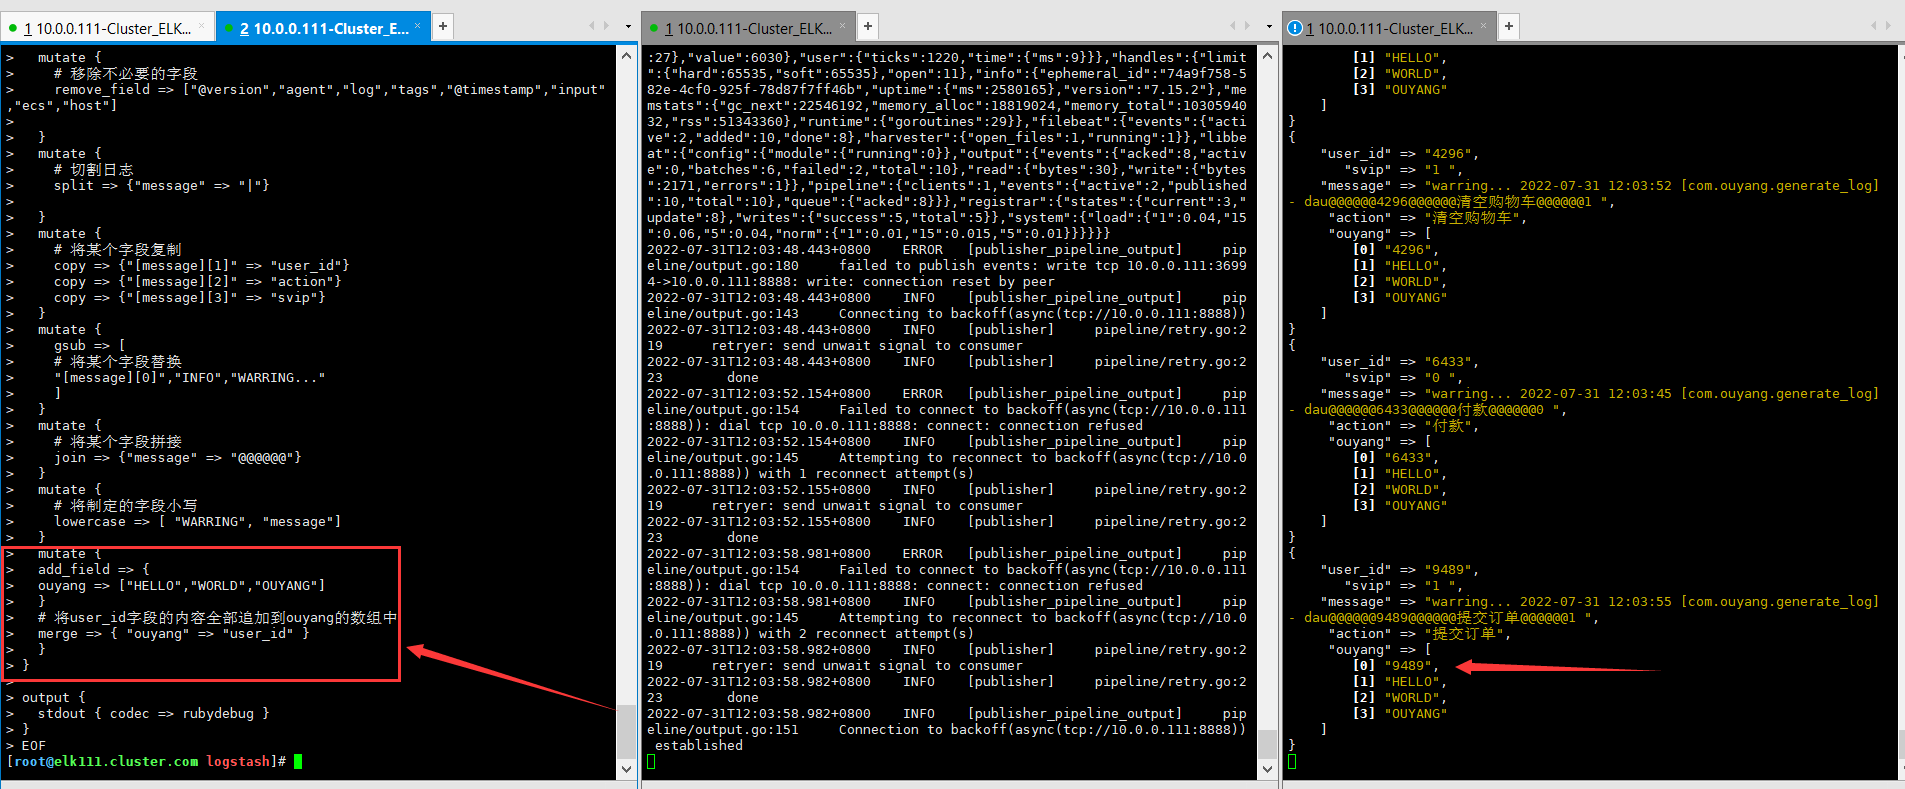 1 10.0.0.111-Cluster_ELK...
2 10.0.0.111-Cluster_E...
>   mutate {
>     # 移除不必要的字段
>     remove_field => ["@version","agent","log","tags","@timestamp","input"
,"ecs","host"]
>
>   }
>   mutate {
>     # 切割日志
>     split => {"message" => "|"}
>
>   }
>   mutate {
>     # 将某个字段复制
>     copy => {"[message][1]" => "user_id"}
>     copy => {"[message][2]" => "action"}
>     copy => {"[message][3]" => "svip"}
>   }
>   mutate {
>     gsub => [
>     # 将某个字段替换
>     "[message][0]","INFO","WARRING..."
>     ]
>   }
>   mutate {
>     # 将某个字段拼接
>     join => {"message" => "@@@@@@"}
>   }
>   mutate {
>     # 将制定的字段小写
>     lowercase => [ "WARRING", "message"]
>   }
>   mutate {
>   add_field => {
>   ouyang => ["HELLO","WORLD","OUYANG"]
>   }
>   # 将user_id字段的内容全部追加到ouyang的数组中
>   merge => { "ouyang" => "user_id" }
>   }
> }
>
> output {
>   stdout { codec => rubydebug }
> }
> EOF
[root@elk111.cluster.com logstash]#
1 10.0.0.111-Cluster_ELK...
:27},"value":6030},"user":{"ticks":1220,"time":{"ms":9}}},"handles":{"limit
":{"hard":65535,"soft":65535},"open":11},"info":{"ephemeral_id":"74a9f758-5
82e-4cf0-925f-78d87f7ff46b","uptime":{"ms":2580165},"version":"7.15.2"},"me
mstats":{"gc_next":22546192,"memory_alloc":18819024,"memory_total":10305940
32,"rss":51343360},"runtime":{"goroutines":29}},"filebeat":{"events":{"acti
ve":2,"added":10,"done":8},"harvester":{"open_files":1,"running":1}},"libbe
at":{"config":{"module":{"running":0}},"output":{"events":{"acked":8,"activ
e":0,"batches":6,"failed":2,"total":10},"read":{"bytes":30},"write":{"bytes
":2171,"errors":1}},"pipeline":{"clients":1,"events":{"active":2,"published
":10,"total":10},"queue":{"acked":8}}},"registrar":{"states":{"current":3,"
update":8},"writes":{"success":5,"total":5}},"system":{"load":{"1":0.04,"15
":0.06,"5":0.04,"norm":{"1":0.01,"15":0.015,"5":0.01}}}}}}
2022-07-31T12:03:48.443+0800    ERROR   [publisher_pipeline_output]     pip
eline/output.go:180     failed to publish events: write tcp 10.0.0.111:3699
4->10.0.0.111:8888: write: connection reset by peer
2022-07-31T12:03:48.443+0800    INFO    [publisher_pipeline_output]     pip
eline/output.go:143     Connecting to backoff(async(tcp://10.0.0.111:8888))
2022-07-31T12:03:48.443+0800    INFO    [publisher]     pipeline/retry.go:2
19      retryer: send unwait signal to consumer
2022-07-31T12:03:48.443+0800    INFO    [publisher]     pipeline/retry.go:2
23        done
2022-07-31T12:03:52.154+0800    ERROR   [publisher_pipeline_output]     pip
eline/output.go:154     Failed to connect to backoff(async(tcp://10.0.0.111
:8888)): dial tcp 10.0.0.111:8888: connect: connection refused
2022-07-31T12:03:52.154+0800    INFO    [publisher_pipeline_output]     pip
eline/output.go:145     Attempting to reconnect to backoff(async(tcp://10.0
.0.111:8888)) with 1 reconnect attempt(s)
2022-07-31T12:03:52.155+0800    INFO    [publisher]     pipeline/retry.go:2
19      retryer: send unwait signal to consumer
2022-07-31T12:03:52.155+0800    INFO    [publisher]     pipeline/retry.go:2
23        done
2022-07-31T12:03:58.981+0800    ERROR   [publisher_pipeline_output]     pip
eline/output.go:154     Failed to connect to backoff(async(tcp://10.0.0.111
:8888)): dial tcp 10.0.0.111:8888: connect: connection refused
2022-07-31T12:03:58.981+0800    INFO    [publisher_pipeline_output]     pip
eline/output.go:145     Attempting to reconnect to backoff(async(tcp://10.0
.0.111:8888)) with 2 reconnect attempt(s)
2022-07-31T12:03:58.982+0800    INFO    [publisher]     pipeline/retry.go:2
19      retryer: send unwait signal to consumer
2022-07-31T12:03:58.982+0800    INFO    [publisher]     pipeline/retry.go:2
23        done
2022-07-31T12:03:58.982+0800    INFO    [publisher_pipeline_output]     pip
eline/output.go:151     Connection to backoff(async(tcp://10.0.0.111:8888))
 established
1 10.0.0.111-Cluster_ELK...
[1] "HELLO",
[2] "WORLD",
[3] "OUYANG"
]
}
{
"user_id" => "4296",
"svip" => "1 ",
"message" => "warring... 2022-07-31 12:03:52 [com.ouyang.generate_log]
- dau@@@@@@4296@@@@@@清空购物车@@@@@@1 ",
"action" => "清空购物车",
"ouyang" => [
[0] "4296",
[1] "HELLO",
[2] "WORLD",
[3] "OUYANG"
]
}
{
"user_id" => "6433",
"svip" => "0 ",
"message" => "warring... 2022-07-31 12:03:45 [com.ouyang.generate_log]
- dau@@@@@@6433@@@@@@付款@@@@@@0 ",
"action" => "付款",
"ouyang" => [
[0] "6433",
[1] "HELLO",
[2] "WORLD",
[3] "OUYANG"
]
}
{
"user_id" => "9489",
"svip" => "1 ",
"message" => "warring... 2022-07-31 12:03:55 [com.ouyang.generate_log]
- dau@@@@@@9489@@@@@@提交订单@@@@@@1 ",
"action" => "提交订单",
"ouyang" => [
[0] "9489",
[1] "HELLO",
[2] "WORLD",
[3] "OUYANG"
]
}